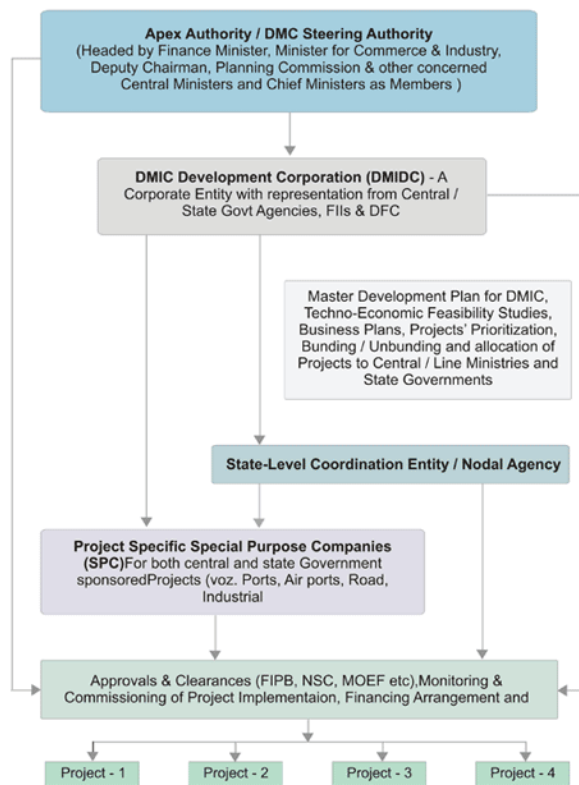 Apex Authority / DMC Steering Authority
(Headed by Finance Minister, Minister for Commerce & Industry,
Deputy Chairman, Planning Commission & other concerned
Central Ministers and Chief Ministers as Members )
DMIC Development Corporation (DMIDC) - A
Corporate Entity with representation from Central /
State Govt Agencies, FIIs & DFC
Master Development Plan for DMIC,
Techno-Economic Feasibility Studies,
Business Plans, Projects' Prioritization,
Bunding / Unbunding and allocation of
Projects to Central / Line Ministries and
State Governments
State-Level Coordination Entity / Nodal Agency
Project Specific Special Purpose Companies
(SPC)For both central and state Government
sponsoredProjects (voz. Ports, Air ports, Road,
Industrial
Approvals & Clearances (FIPB, NSC, MOEF etc),Monitoring &
Commissioning of Project Implementaion, Financing Arrangement and
Project - 1
Project - 2
Project - 3
Project - 4